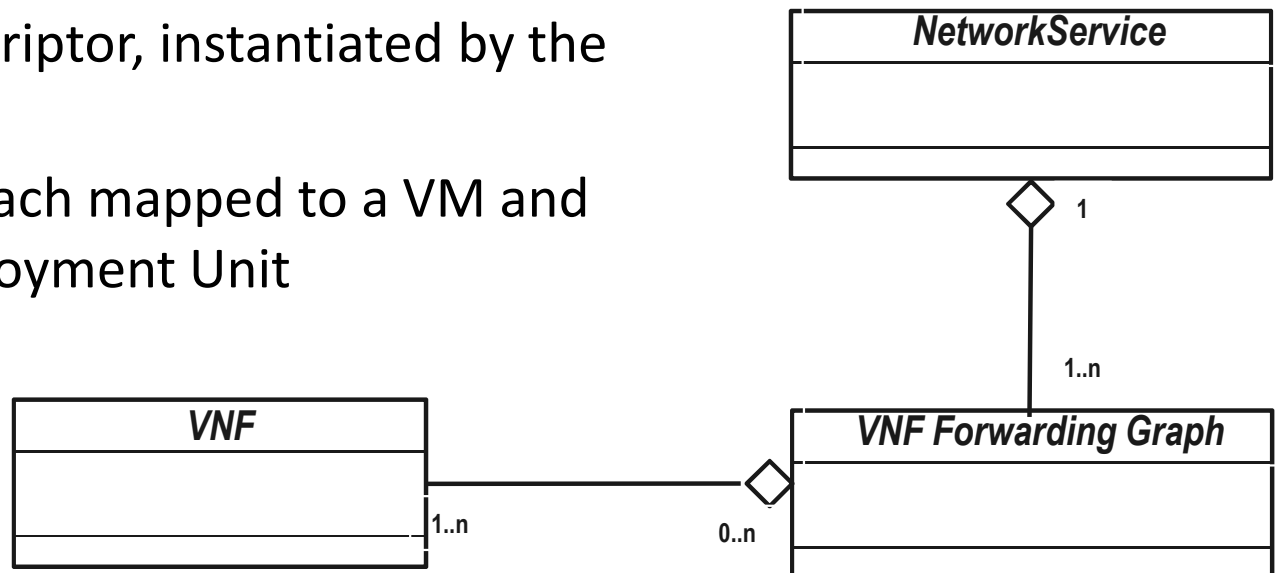 riptor, instantiated by the
ach mapped to a VM and
oyment Unit
NetworkService
1
1..n
VNF
VNF Forwarding Graph
1..n
0..n